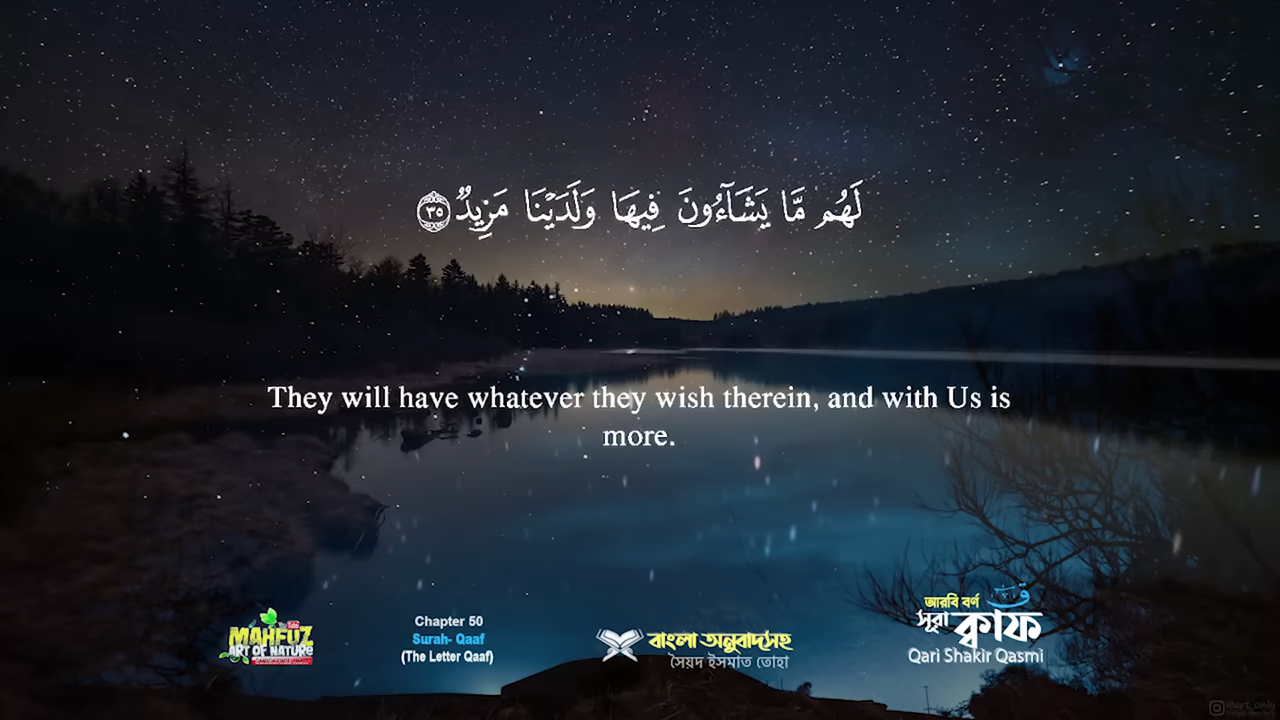 لَهُم مَّا يَشَآءُونَ فِيهَا وَلَدَيْنَا مَزِيدٌ ٣٥
They will have whatever they wish therein, and with Us is
more.
MAHFUZ
ART OF NATURE
Chapter 50
Surah- Qaaf
(The Letter Qaaf)
বাংলা অনুবাদসহ
সৈয়দ ইসমাত তোহা
আরবি বর্ণ ق
সূরা ক্বাফ
Qari Shakir Qasmi